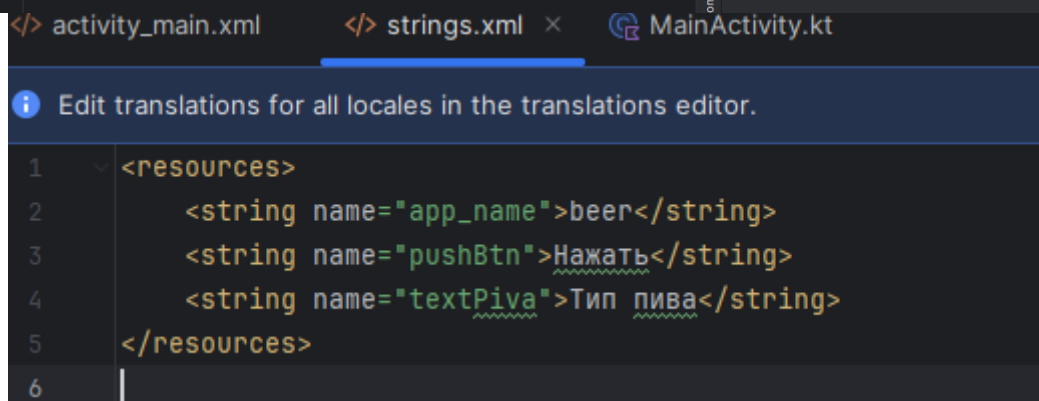 activity_main.xml strings.xml MainActivity.kt
Edit translations for all locales in the translations editor.
1 <resources>
2 <string name="app_name">beer</string>
3 <string name="pushBtn">Нажать</string>
4 <string name="textPiva">Тип пива</string>
5 </resources>
6